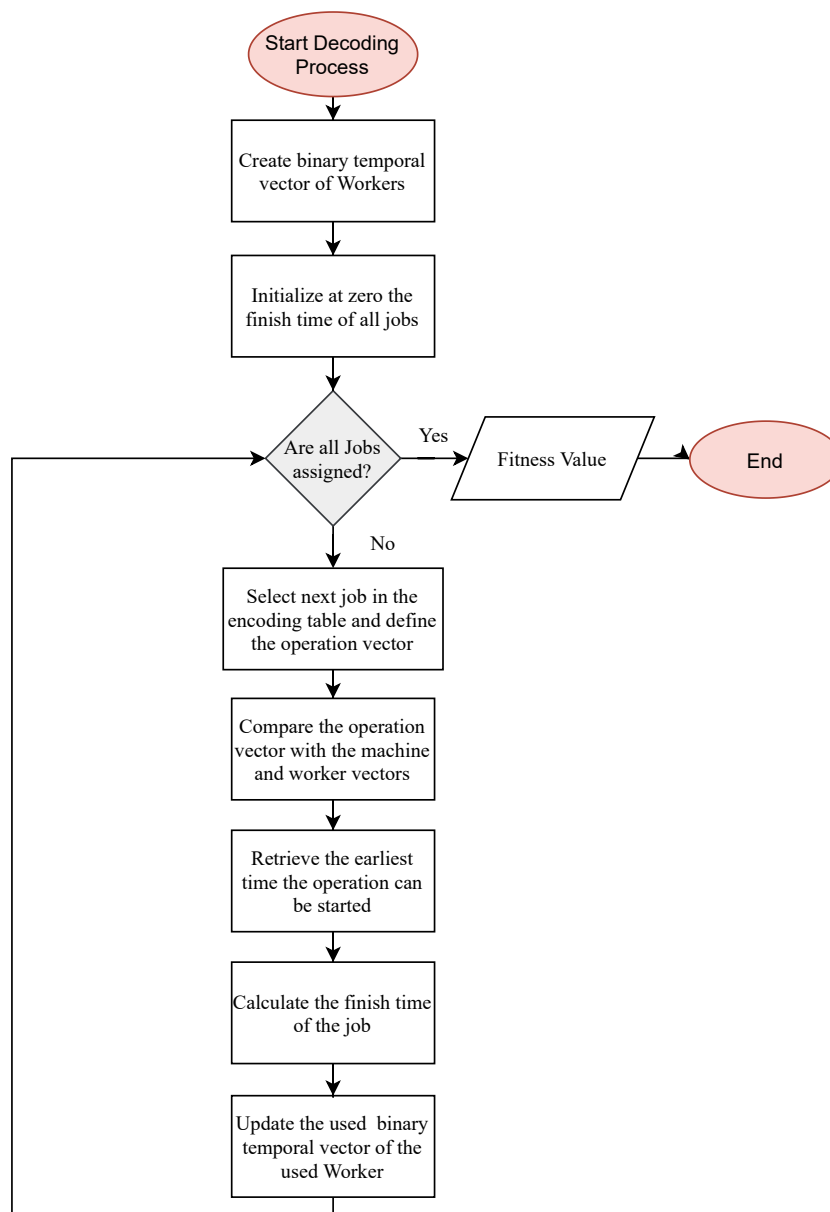 Start Decoding
Process
Create binary temporal
vector of Workers
Initialize at zero the
finish time of all jobs
Are all Jobs
assigned?
Yes
Fitness Value
End
No
Select next job in the
encoding table and define
the operation vector
Compare the operation
vector with the machine
and worker vectors
Retrieve the earliest
time the operation can
be started
Calculate the finish time
of the job
Update the used  binary
temporal vector of the
used Worker